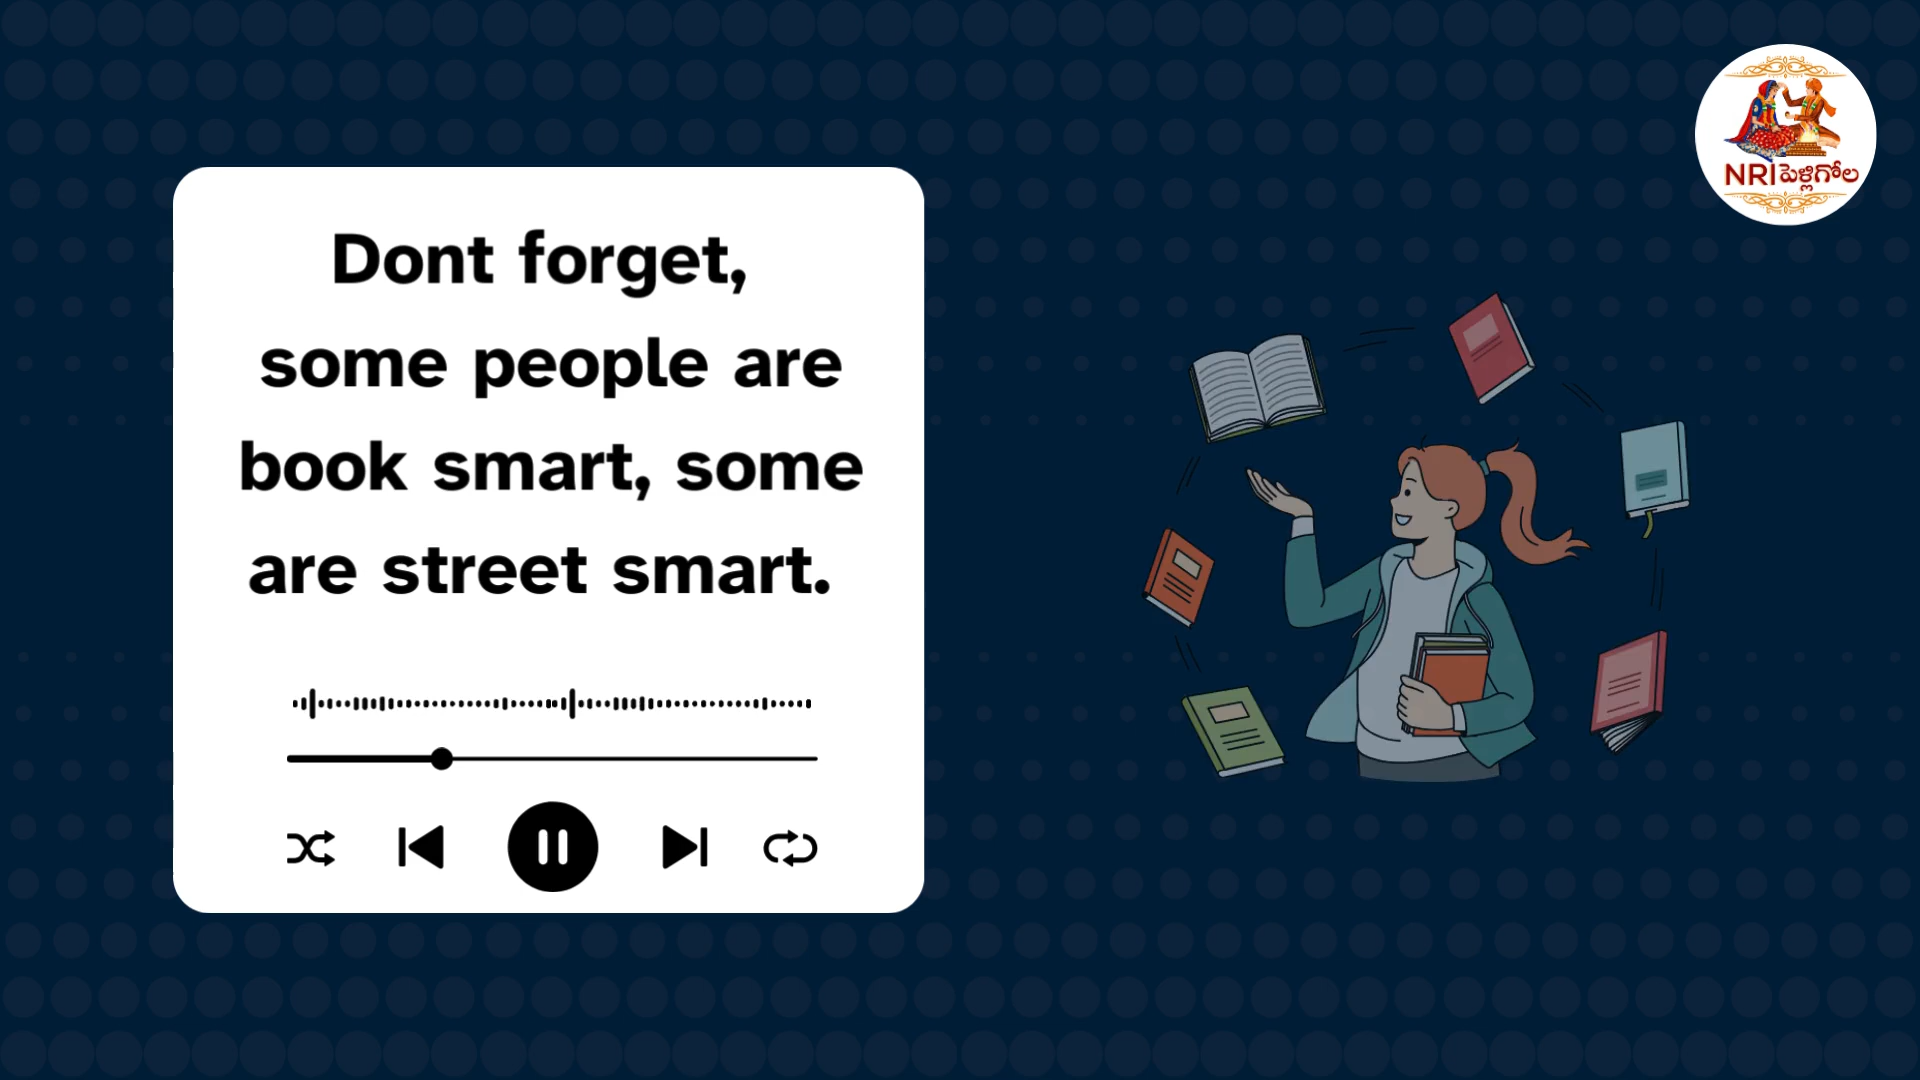 Dont forget,
some people are
book smart, some
are street smart.
NRI పెళ్లిగోల